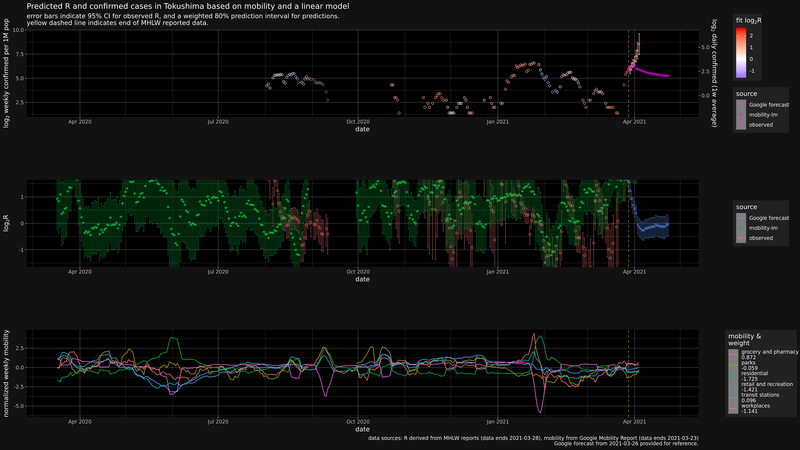 Predicted R and confirmed cases in Tokushima based on mobility and a linear model
error bars indicate 95% CI for observed R, and a weighted 80% prediction interval for predictions.
yellow dashed line indicates end of MHLW reported data.
log₂ weekly confirmed per 1M pop
10.0
7.5
5.0
2.5
5.0
2.5
0.0
log₂ daily confirmed (1w average)
Apr 2020
Jul 2020
Oct 2020
Jan 2021
Apr 2021
date
fit log₂R
2
1
0
-1
source
Google forecast
mobility-lm
observed
log₂R
1
0
-1
Apr 2020
Jul 2020
Oct 2020
Jan 2021
Apr 2021
date
source
Google forecast
mobility-lm
observed
normalized weekly mobility
2.5
0.0
-2.5
-5.0
Apr 2020
Jul 2020
Oct 2020
Jan 2021
Apr 2021
date
mobility &
weight
grocery and pharmacy
0.872
parks
-0.059
residential
-1.725
retail and recreation
-1.421
transit stations
0.096
workplaces
-1.141
data sources: R derived from MHLW reports (data ends 2021-03-28), mobility from Google Mobility Report (data ends 2021-03-23)
Google forecast from 2021-03-26 provided for reference.